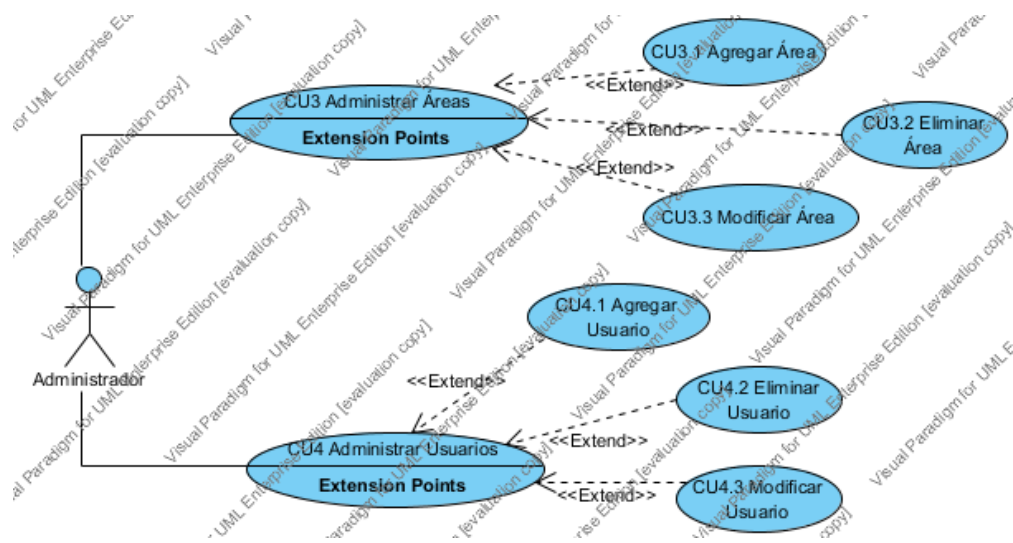 CU3.1 Agregar Área
<<Extend>>
CU3 Administrar Áreas
Extension Points
<<Extend>>
CU3.2 Eliminar
Área
<<Extend>>
CU3.3 Modificar Área
Administrador
CU4.1 Agregar
Usuario
<<Extend>>
CU4.2 Eliminar
Usuario
<<Extend>>
CU4 Administrar Usuarios
Extension Points
<<Extend>>
CU4.3 Modificar
Usuario
Visual Paradigm for UML Enterprise Edition [evaluation copy]